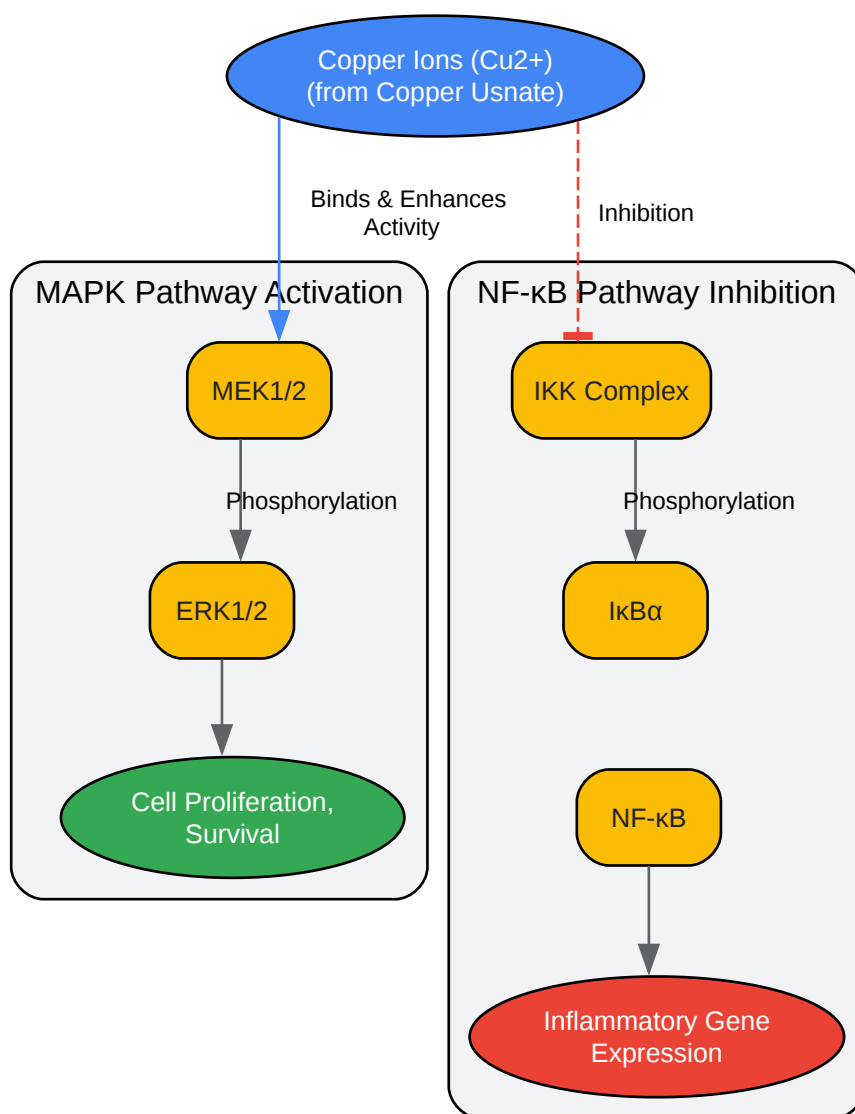 Copper Ions (Cu2+)
(from Copper Usnate)
Binds & Enhances
Activity
Inhibition
MAPK Pathway Activation
MEK1/2
Phosphorylation
ERK1/2
Cell Proliferation,
Survival
NF-κB Pathway Inhibition
IKK Complex
Phosphorylation
IκBα
NF-κB
Inflammatory Gene
Expression